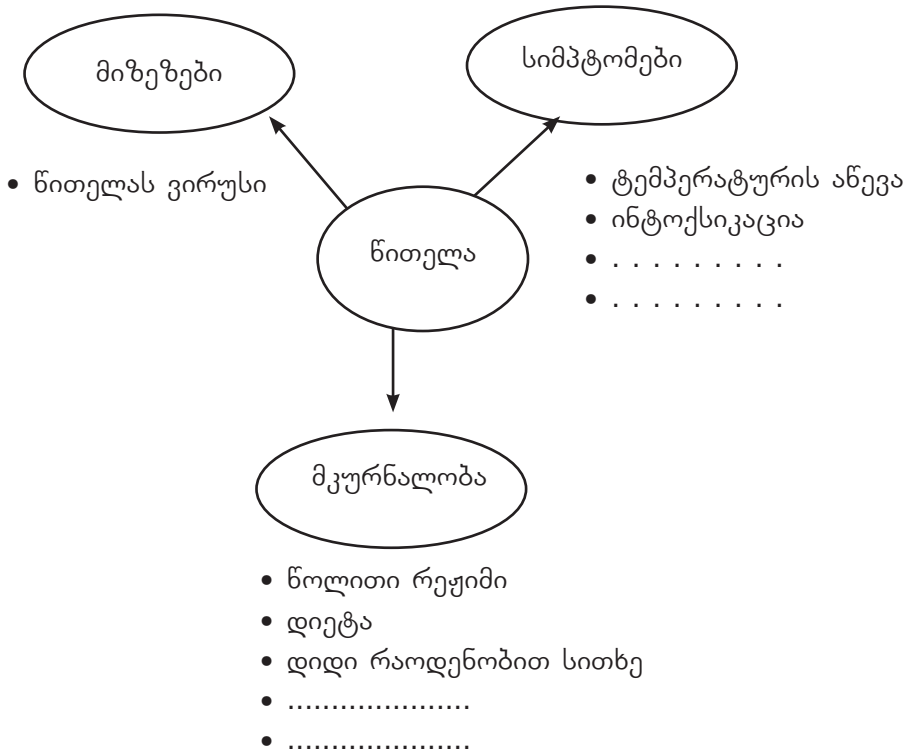 მიზეზები
სიმპტომები
• წითელას ვირუსი
• ტემპერატურის აწევა
• ინტოქსიკაცია
• . . . . . . . . .
• . . . . . . . . .
წითელა
მკურნალობა
• წოლითი რეჟიმი
• დიეტა
• დიდი რაოდენობით სითხე
• .....................
• .....................